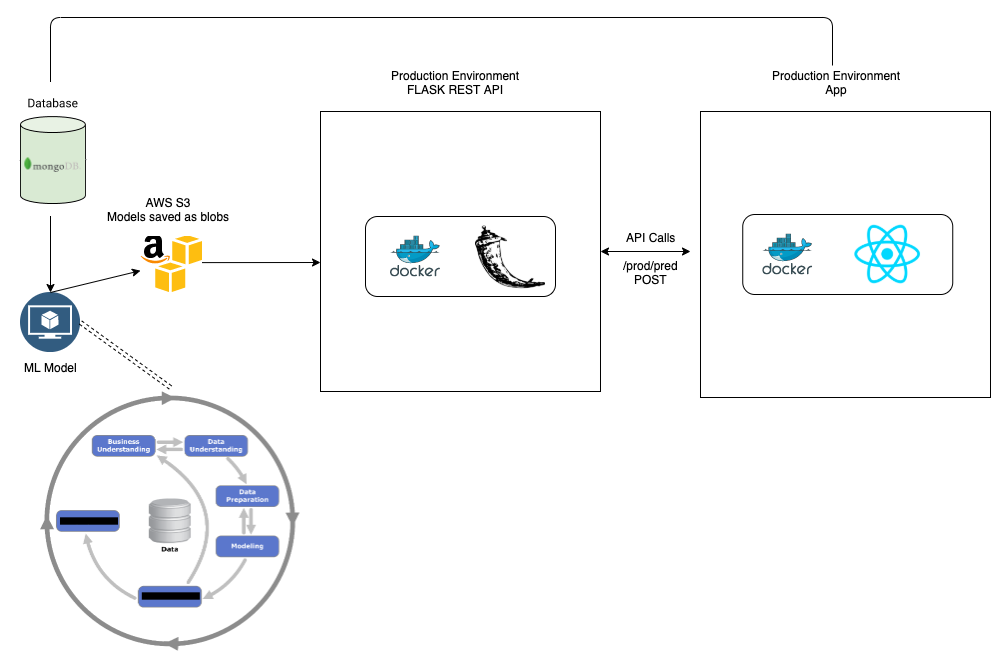 Production Environment
FLASK REST API
Production Environment
App
Database
mongoDB
AWS S3
Models saved as blobs
a
docker
API Calls
/prod/pred
POST
docker
ML Model
Business
Understanding
Data
Understanding
Data
Preparation
Data
Modeling